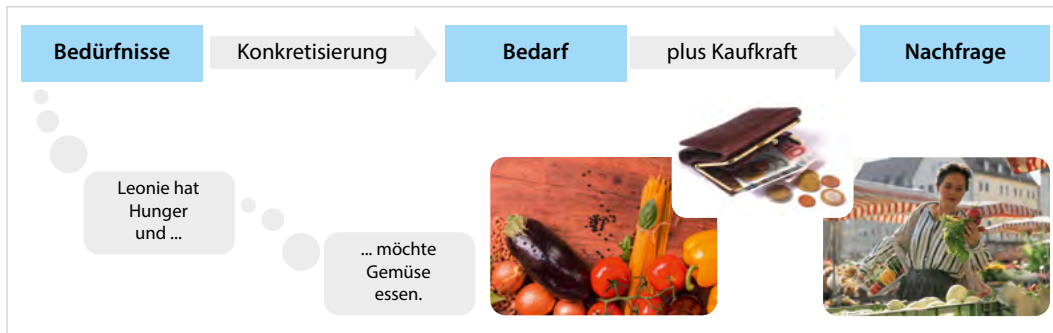 Bedürfnisse
Konkretisierung
Bedarf
plus Kaufkraft
Nachfrage
Leonie hat
Hunger
und ...
... möchte
Gemüse
essen.